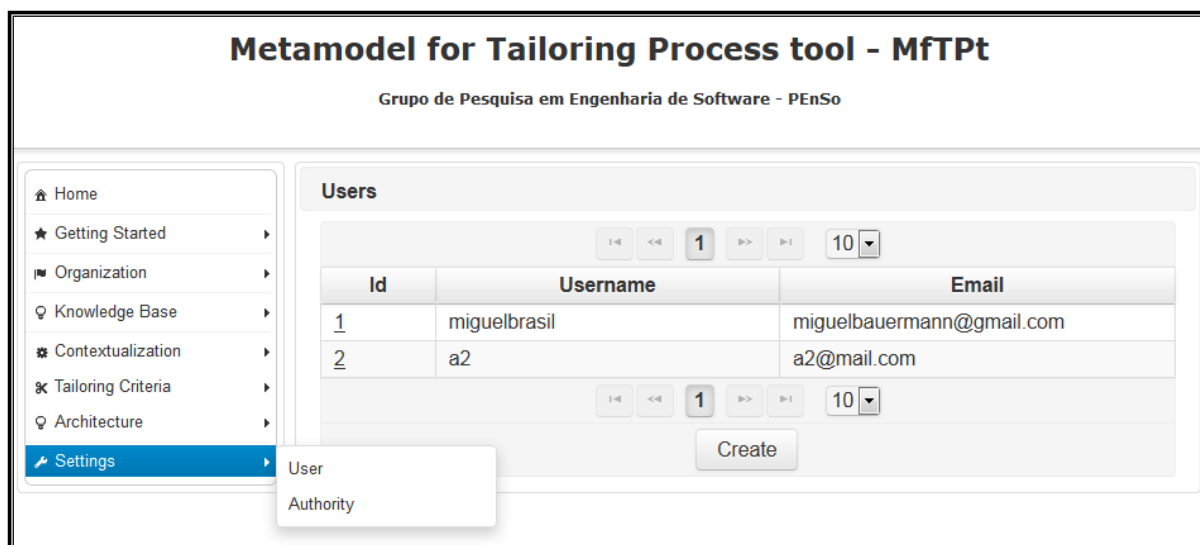 Metamodel for Tailoring Process tool - MfTPt
Grupo de Pesquisa em Engenharia de Software - PEnSo
Home
Getting Started
Organization
Knowledge Base
Contextualization
Tailoring Criteria
Architecture
Settings
User
Authority
Users
1 10
Id Username Email
1 miguelbrasil miguelbauermann@gmail.com
2 a2 a2@mail.com
1 10
Create